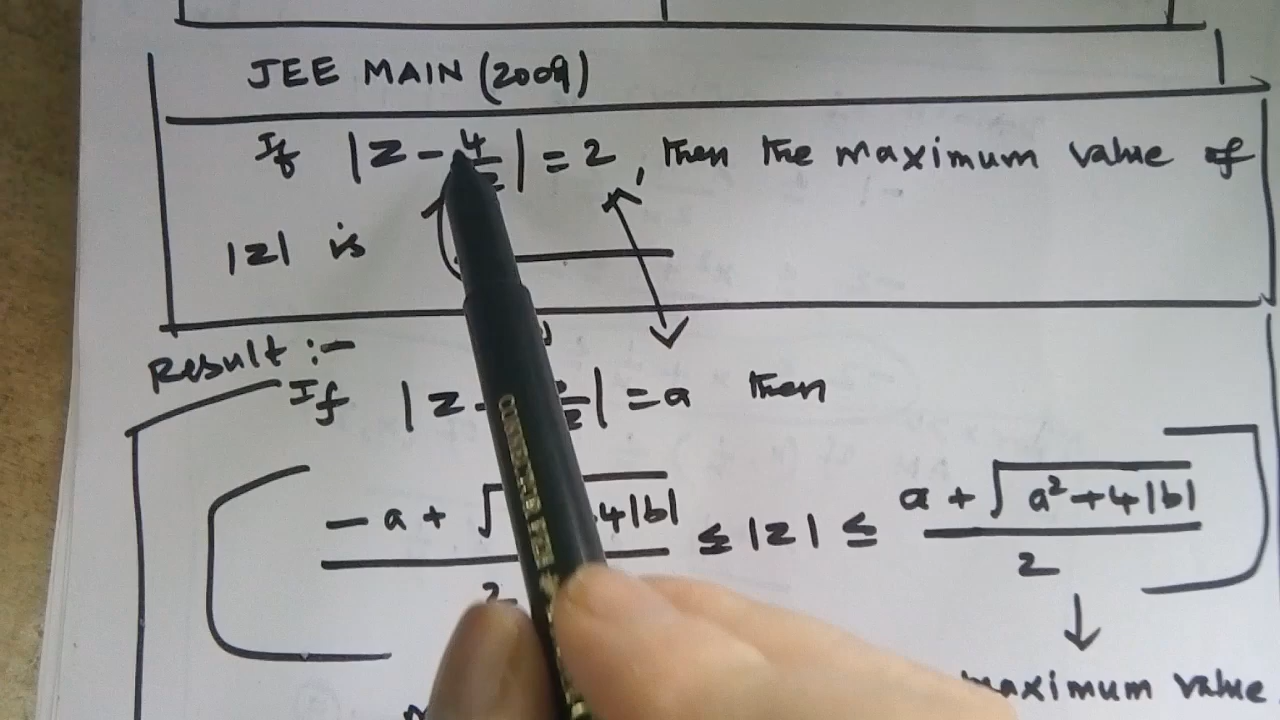 JEE MAIN (2009)
If |z - 4/z| = 2, then the maximum value of
|z| is
Result :-
If |z - /z| = a then
- a + √ 4|b| / 2 ≤ |z| ≤ a + √a² + 4|b| / 2
maximum value